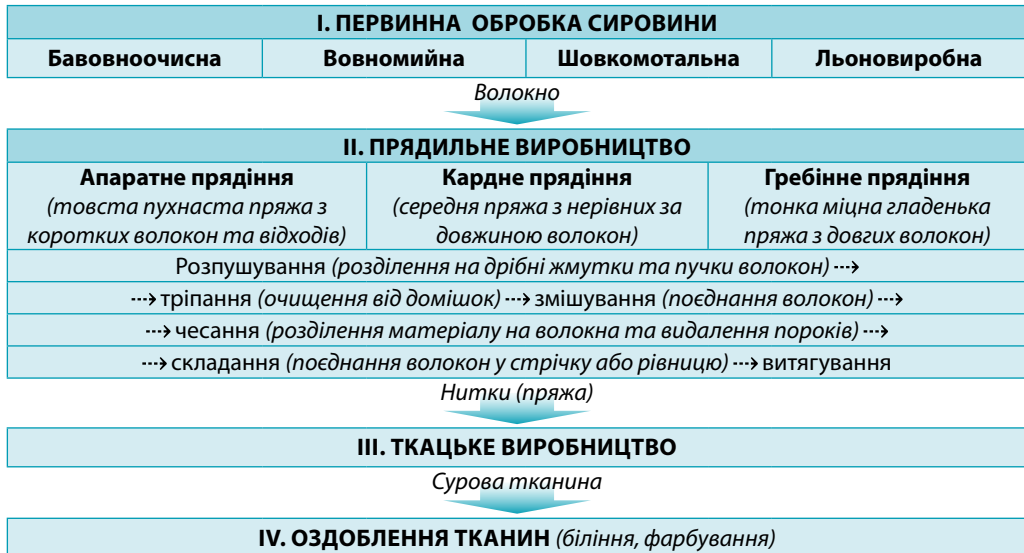 І. ПЕРВИННА ОБРОБКА СИРОВИНИ
Бавовноочисна Вовномийна Шовкомотальна Льоновиробна
Волокно
ІІ. ПРЯДИЛЬНЕ ВИРОБНИЦТВО
Апаратне прядіння
(товста пухнаста пряжа з
коротких волокон та відходів)
Кардне прядіння
(середня пряжа з нерівних за
довжиною волокон)
Гребінне прядіння
(тонка міцна гладенька
пряжа з довгих волокон)
Розпушування (розділення на дрібні жмутки та пучки волокон) ⇢
⇢ тріпання (очищення від домішок) ⇢ змішування (поєднання волокон) ⇢
⇢ чесання (розділення матеріалу на волокна та видалення пороків) ⇢
⇢ складання (поєднання волокон у стрічку або рівницю) ⇢ витягування
Нитки (пряжа)
ІІІ. ТКАЦЬКЕ ВИРОБНИЦТВО
Сурова тканина
IV. ОЗДОБЛЕННЯ ТКАНИН (біління, фарбування)